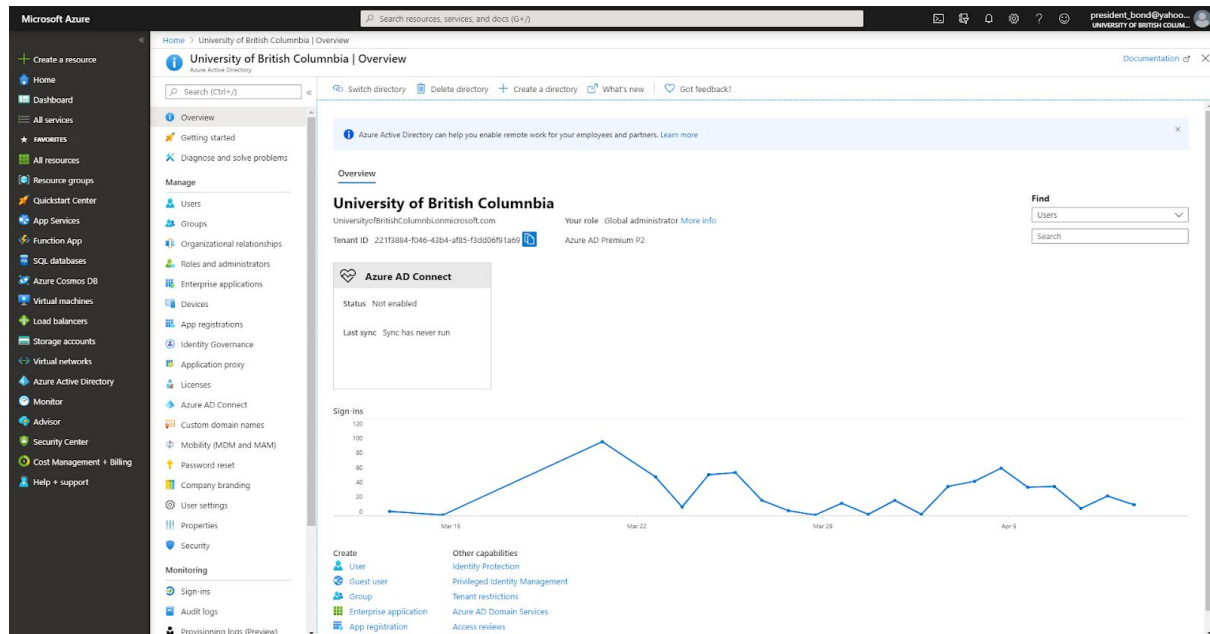 Microsoft Azure
Search resources, services, and docs (G+/)
president_bond@yahoo...
UNIVERSITY OF BRITISH COLUM...
Create a resource
Home
Dashboard
All services
FAVORITES
All resources
Resource groups
Quickstart Center
App Services
Function App
SQL databases
Azure Cosmos DB
Virtual machines
Load balancers
Storage accounts
Virtual networks
Azure Active Directory
Monitor
Advisor
Security Center
Cost Management + Billing
Help + support
Home > University of British Columnbia | Overview
University of British Columnbia | Overview
Azure Active Directory
Documentation
Search (Ctrl+/)
Overview
Getting started
Diagnose and solve problems
Manage
Users
Groups
Organizational relationships
Roles and administrators
Enterprise applications
Devices
App registrations
Identity Governance
Application proxy
Licenses
Azure AD Connect
Custom domain names
Mobility (MDM and MAM)
Password reset
Company branding
User settings
Properties
Security
Monitoring
Sign-ins
Audit logs
Provisioning logs (Preview)
Switch directory Delete directory Create a directory What's new Got feedback?
Azure Active Directory can help you enable remote work for your employees and partners. Learn more
Overview
University of British Columnbia
UniversityofBritishColumnbi.onmicrosoft.com
Your role Global administrator More info
Tenant ID 221f3884-f046-43b4-af85-f3dd06f91a69
Azure AD Premium P2
Find
Users
Search
Azure AD Connect
Status Not enabled
Last sync Sync has never run
Sign-ins
120
100
80
60
40
20
0
Mar 15 Mar 22 Mar 29 Apr 5
Create
User
Guest user
Group
Enterprise application
App registration
Other capabilities
Identity Protection
Privileged Identity Management
Tenant restrictions
Azure AD Domain Services
Access reviews